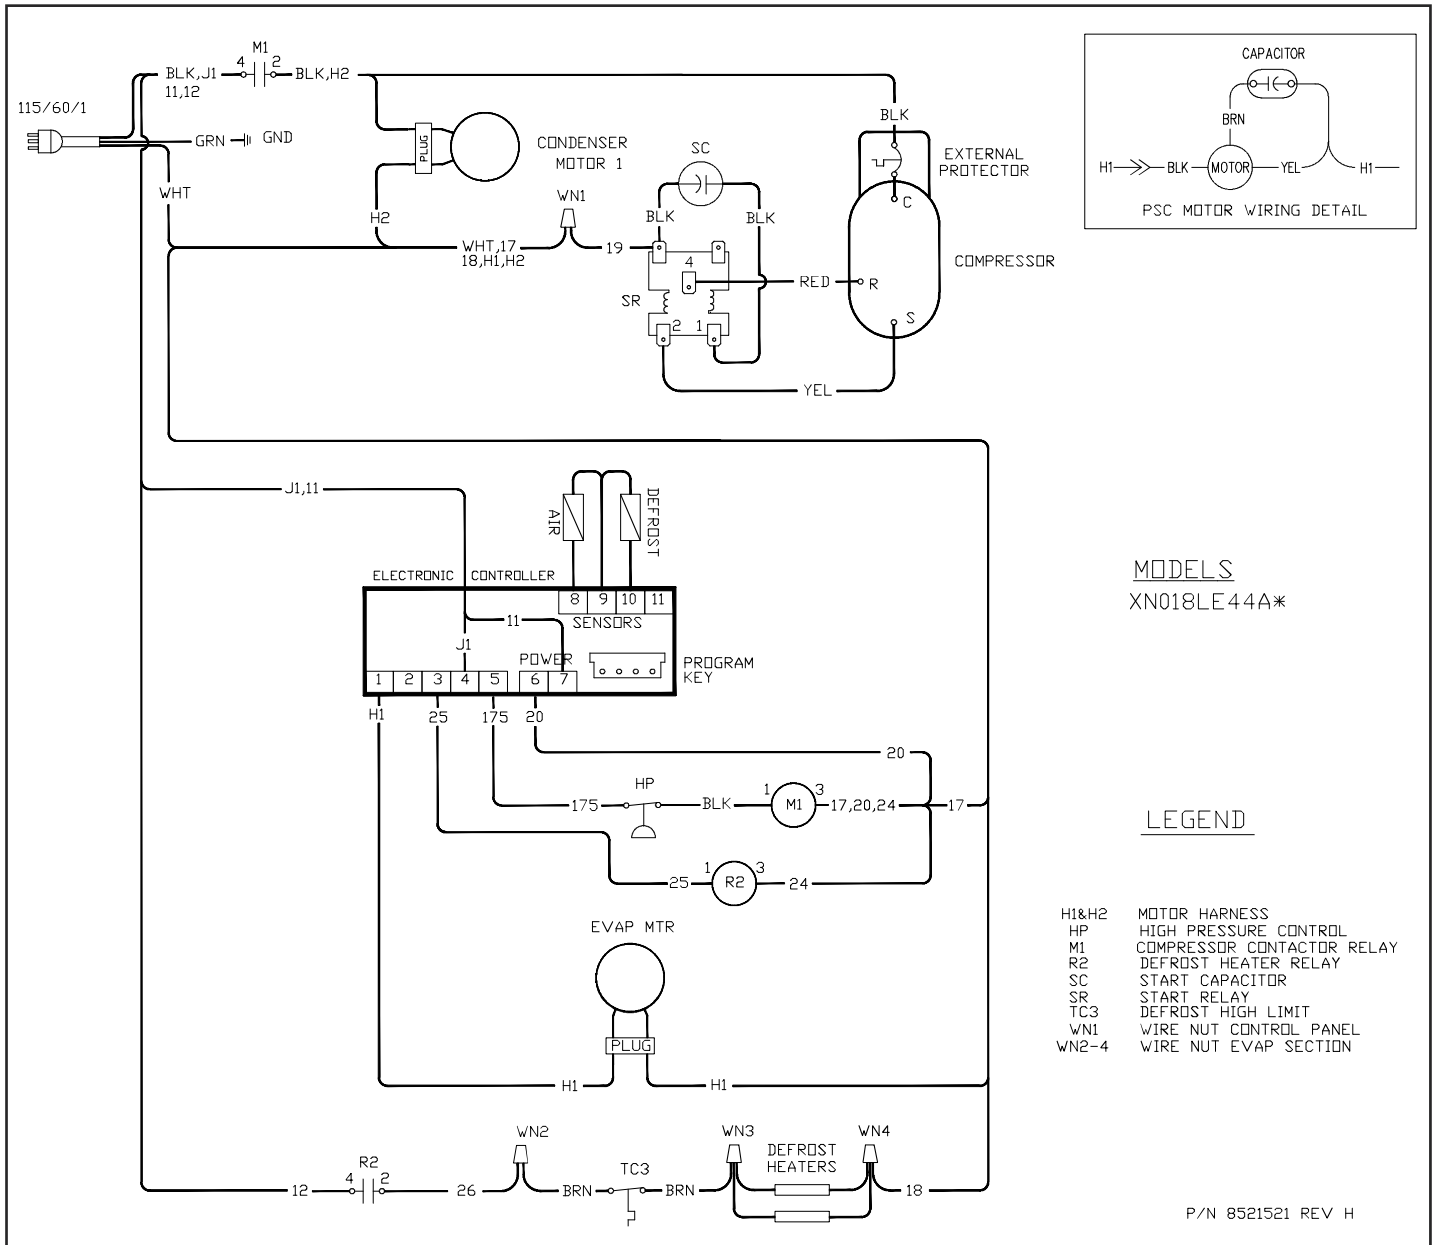 M1
4 2
BLK,J1 BLK,H2
11,12
115/60/1
GRN GND
WHT
PLUG
CONDENSER
MOTOR 1
H2
WN1
WHT,17
18,H1,H2
19
SC
BLK BLK
4
SR
2 1
RED
YEL
BLK
EXTERNAL
PROTECTOR
C
COMPRESSOR
R
S
CAPACITOR
BRN
H1 BLK MOTOR YEL H1
PSC MOTOR WIRING DETAIL
J1,11
AIR
DEFROST
ELECTRONIC CONTROLLER
8 9 10 11
SENSORS
11
J1
POWER
PROGRAM
KEY
1 2 3 4 5 6 7
H1 25 175 20
20
HP
175 BLK 1 M1 3 17,20,24 17
25 1 R2 3 24
EVAP MTR
PLUG
H1 H1
WN2 WN3 WN4
DEFROST
HEATERS
R2
4 2
TC3
12 26 BRN BRN 18
MODELS
XN018LE44A*
LEGEND
H1&H2 MOTOR HARNESS
HP HIGH PRESSURE CONTROL
M1 COMPRESSOR CONTACTOR RELAY
R2 DEFROST HEATER RELAY
SC START CAPACITOR
SR START RELAY
TC3 DEFROST HIGH LIMIT
WN1 WIRE NUT CONTROL PANEL
WN2-4 WIRE NUT EVAP SECTION
P/N 8521521 REV H